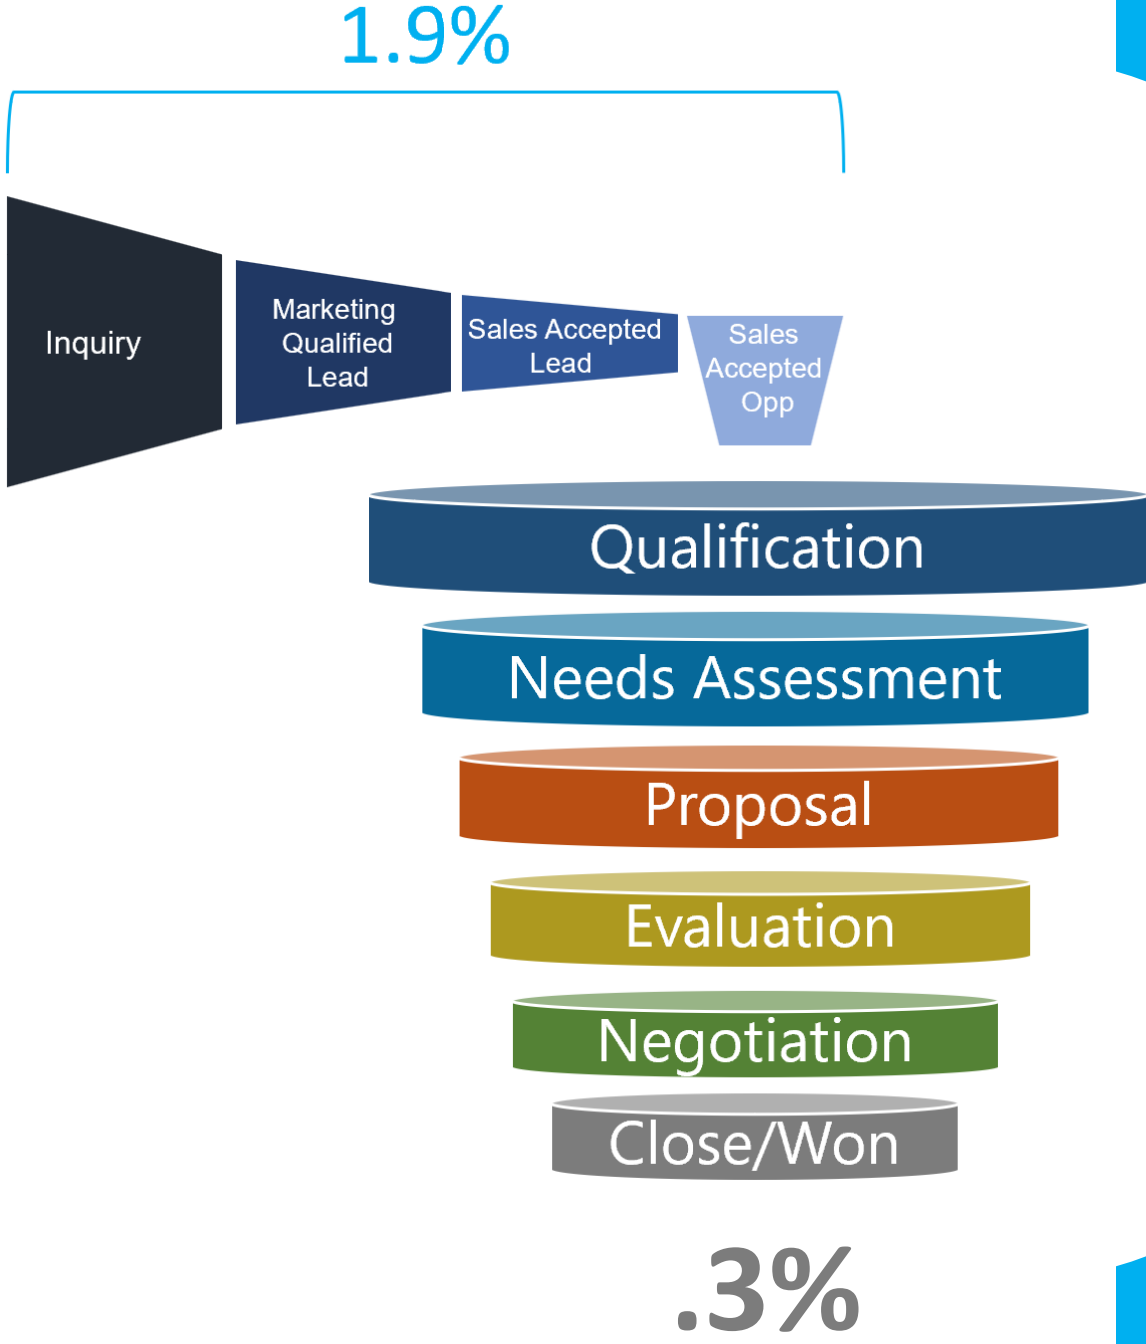 1.9%
Inquiry
Marketing
Qualified
Lead
Sales Accepted
Lead
Sales
Accepted
Opp
Qualification
Needs Assessment
Proposal
Evaluation
Negotiation
Close/Won
.3%